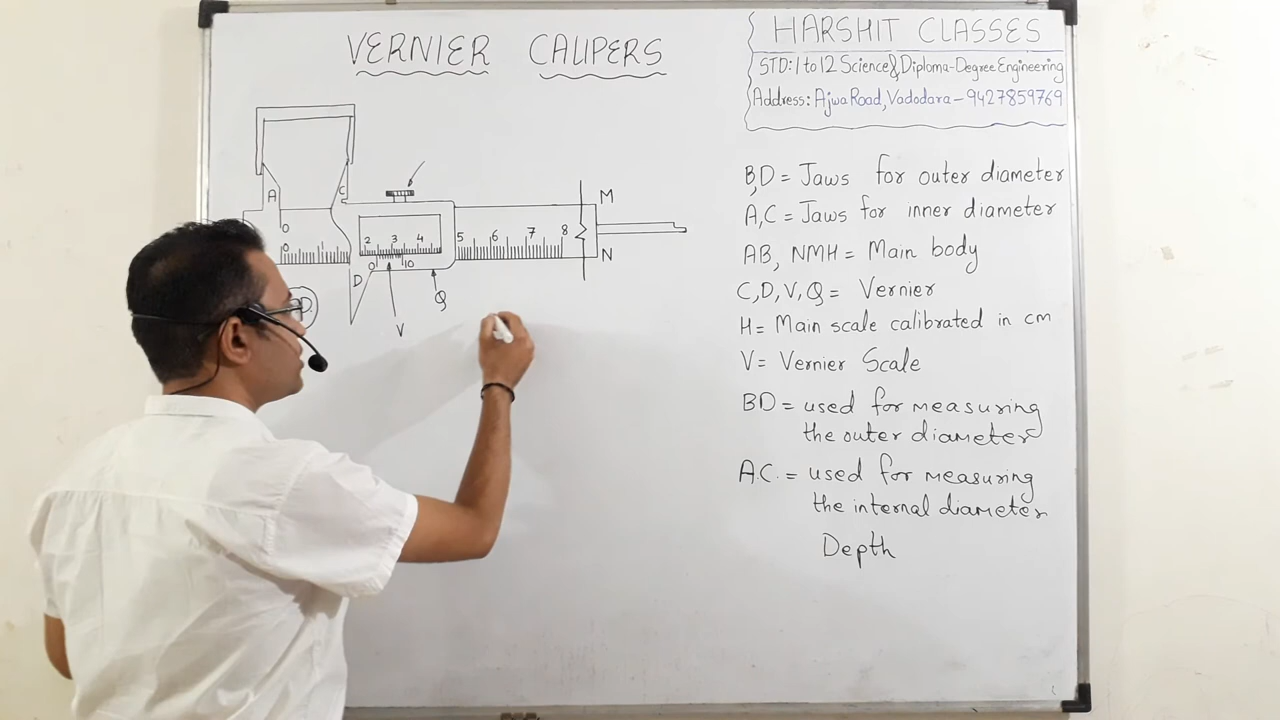 VERNIER CALIPERS
HARSHIT CLASSES
STD: 1 to 12 Science & Diploma-Degree Engineering
Address: Ajwa Road, Vadodara - 9427859769
A
C
0
0 1
2 3 4
5 6 7 8
0 10
M
N
D
D
Q
V
B,D = Jaws for outer diameter
A,C = Jaws for inner diameter
AB, NMH = Main body
C,D,V,Q = Vernier
H= Main scale calibrated in cm
V= Vernier Scale
BD = used for measuring
the outer diameter
A.C. = used for measuring
the internal diameter
Depth